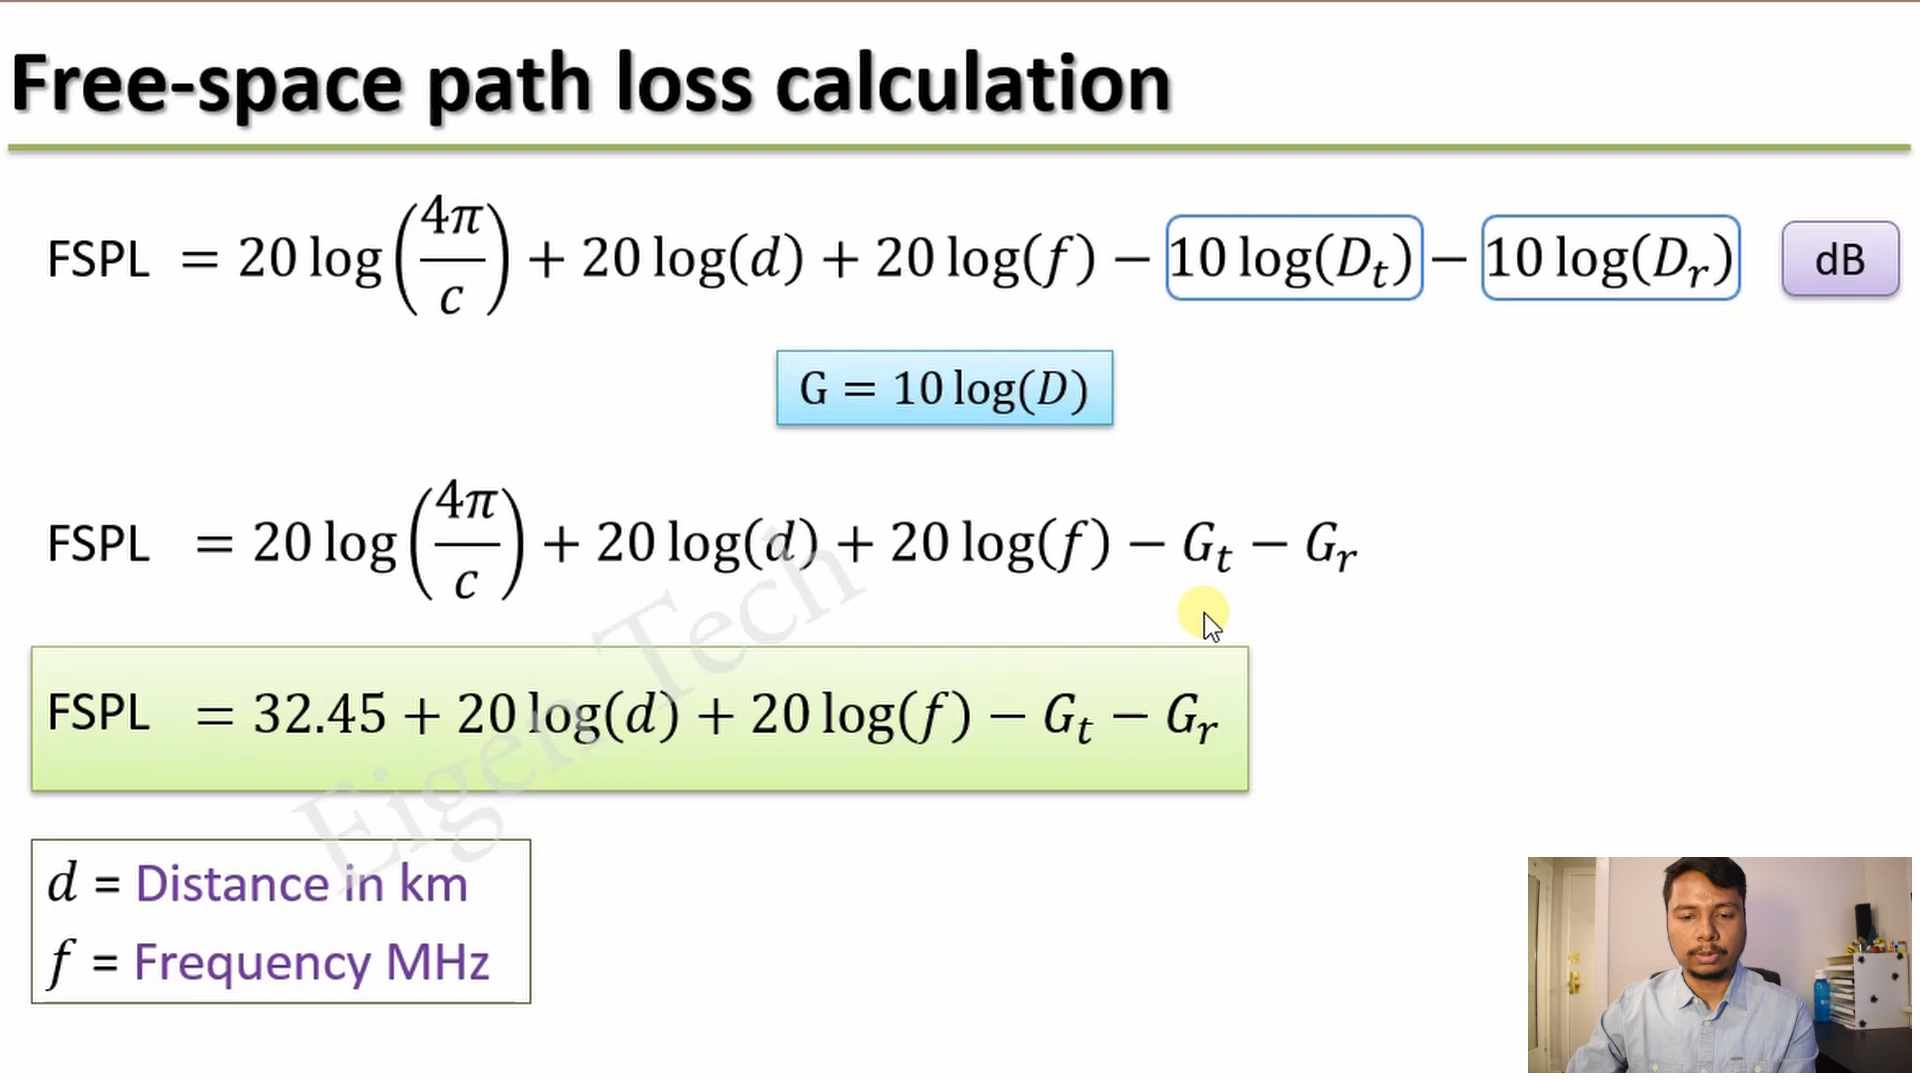 Free-space path loss calculation
FSPL = 20 log(4π/c) + 20 log(d) + 20 log(f) − 10 log(Dₜ) − 10 log(Dᵣ) dB
G = 10 log(D)
FSPL = 20 log(4π/c) + 20 log(d) + 20 log(f) − Gₜ − Gᵣ
FSPL = 32.45 + 20 log(d) + 20 log(f) − Gₜ − Gᵣ
Eigen Tech
d = Distance in km
f = Frequency MHz